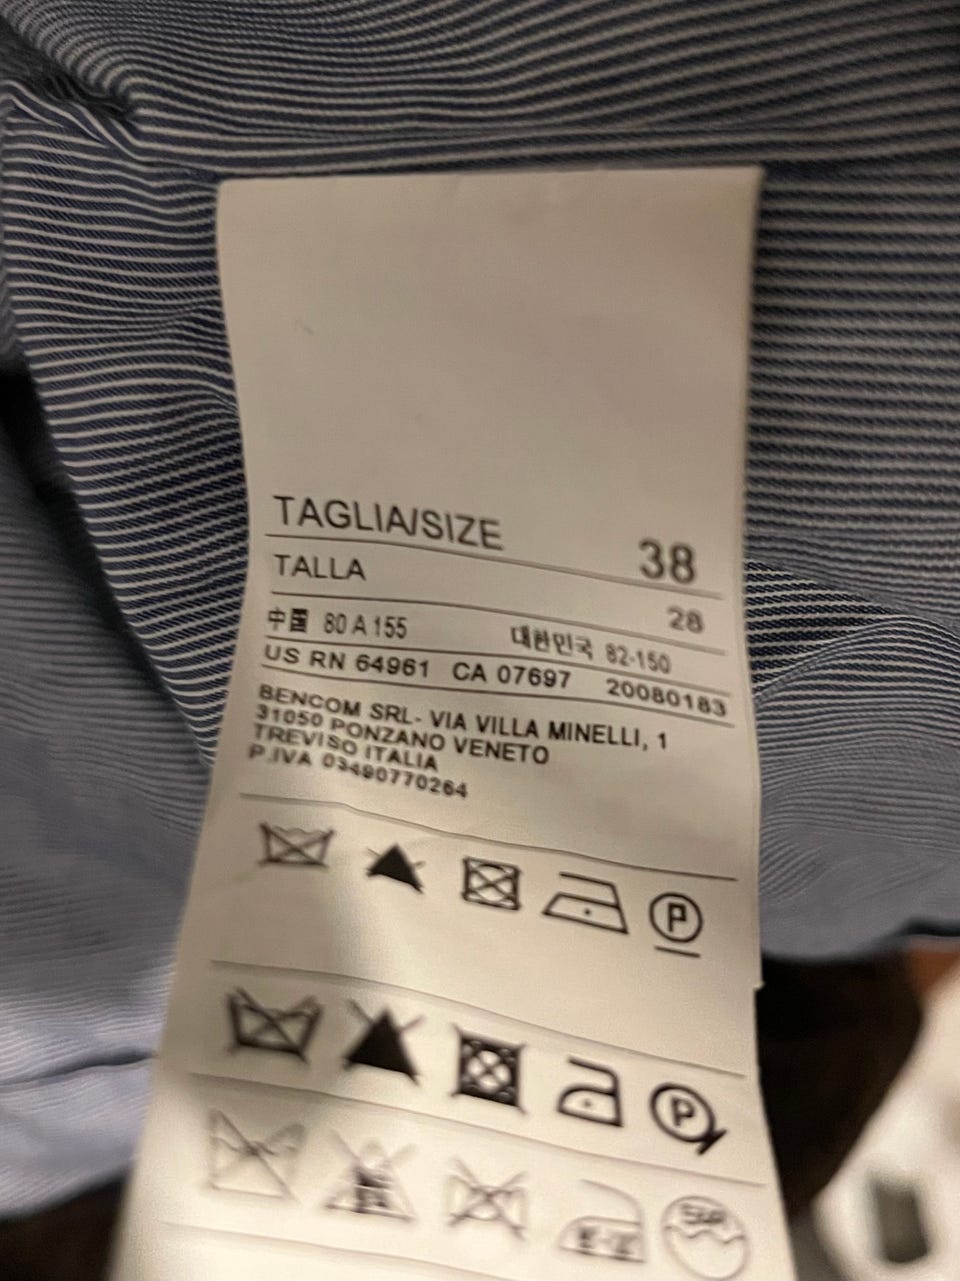 TAGLIA/SIZE 38
TALLA 28
中国 80 A 155 대한민국 82-150
US RN 64961 CA 07697 20080183
BENCOM SRL- VIA VILLA MINELLI, 1
31050 PONZANO VENETO
TREVISO ITALIA
P.IVA 03490770264
P
P